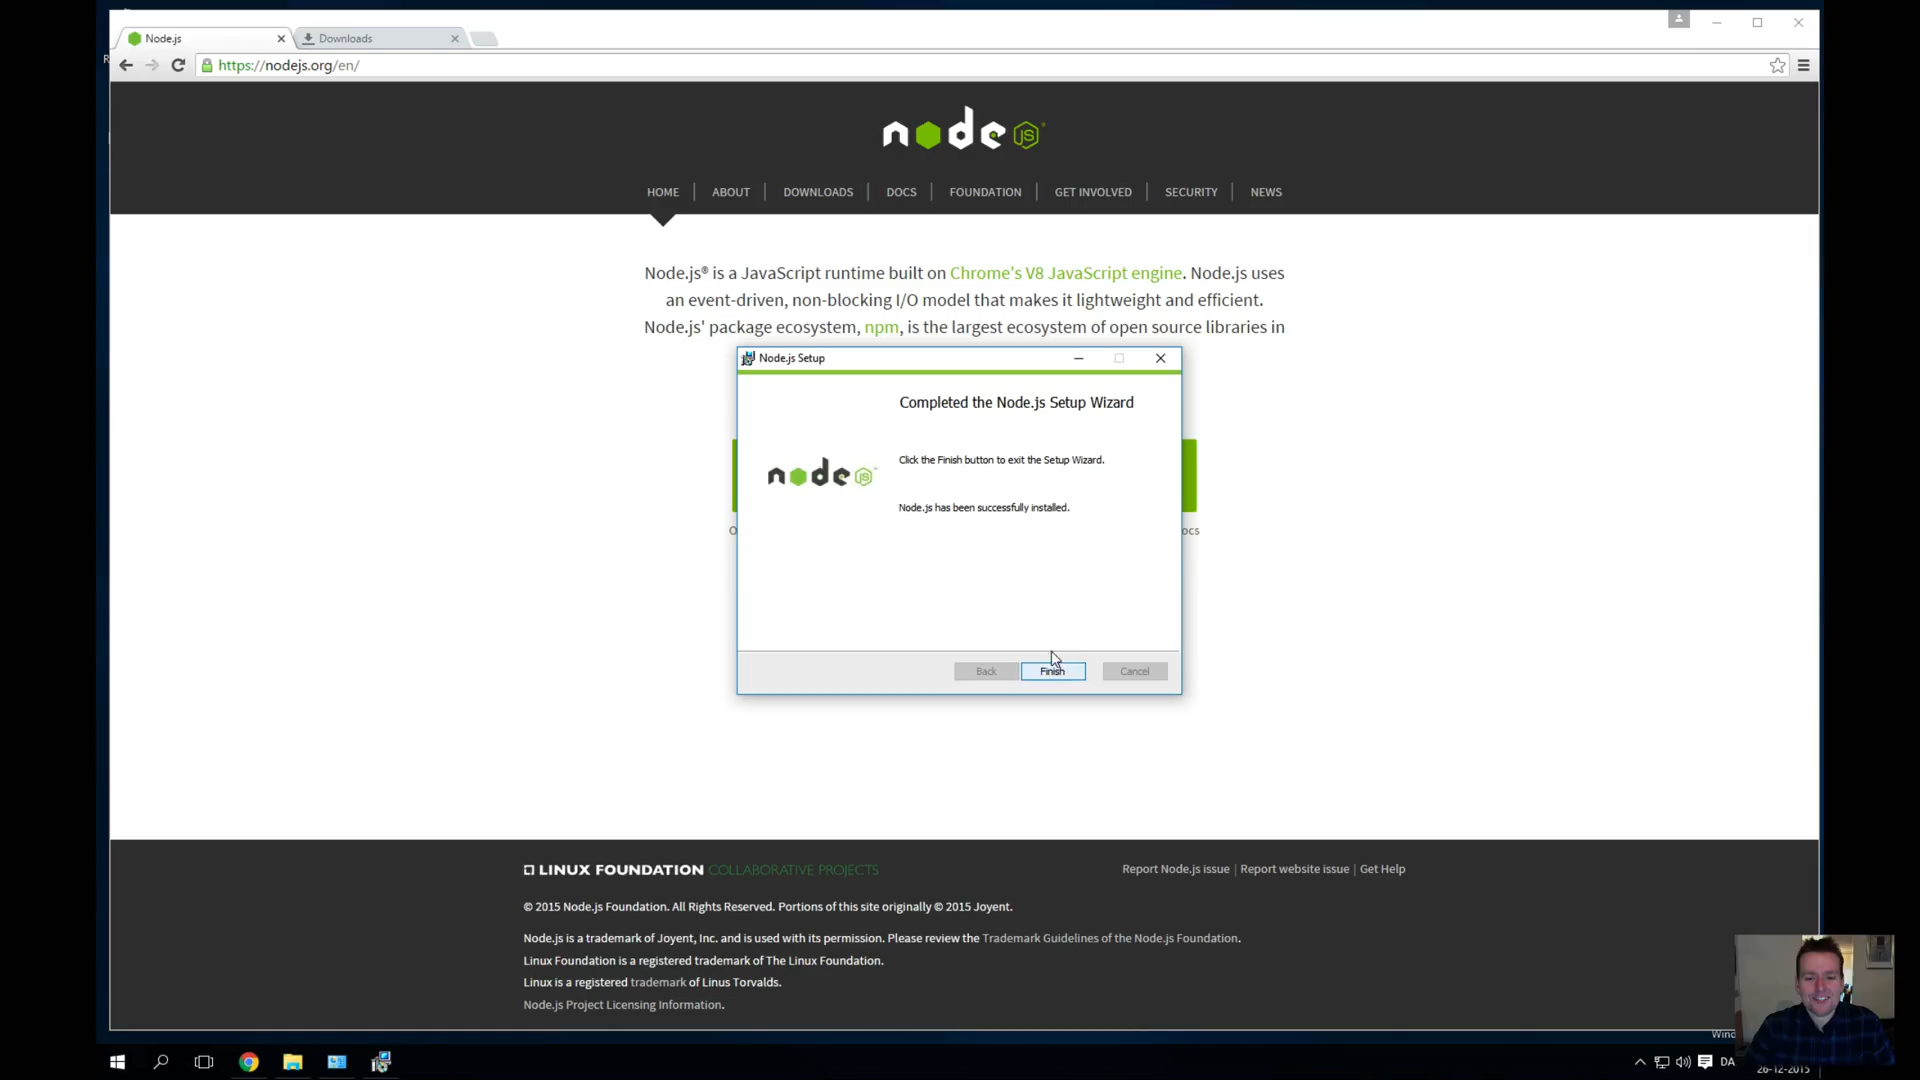 Node.js
Downloads
https://nodejs.org/en/
node JS
HOME
ABOUT
DOWNLOADS
DOCS
FOUNDATION
GET INVOLVED
SECURITY
NEWS
Node.js® is a JavaScript runtime built on Chrome's V8 JavaScript engine. Node.js uses
an event-driven, non-blocking I/O model that makes it lightweight and efficient.
Node.js' package ecosystem, npm, is the largest ecosystem of open source libraries in
Node.js Setup
Completed the Node.js Setup Wizard
Click the Finish button to exit the Setup Wizard.
node JS
Node.js has been successfully installed.
Back
Finish
Cancel
LINUX FOUNDATION COLLABORATIVE PROJECTS
Report Node.js issue | Report website issue | Get Help
© 2015 Node.js Foundation. All Rights Reserved. Portions of this site originally © 2015 Joyent.
Node.js is a trademark of Joyent, Inc. and is used with its permission. Please review the Trademark Guidelines of the Node.js Foundation.
Linux Foundation is a registered trademark of The Linux Foundation.
Linux is a registered trademark of Linus Torvalds.
Node.js Project Licensing Information.
DA
26-12-2015